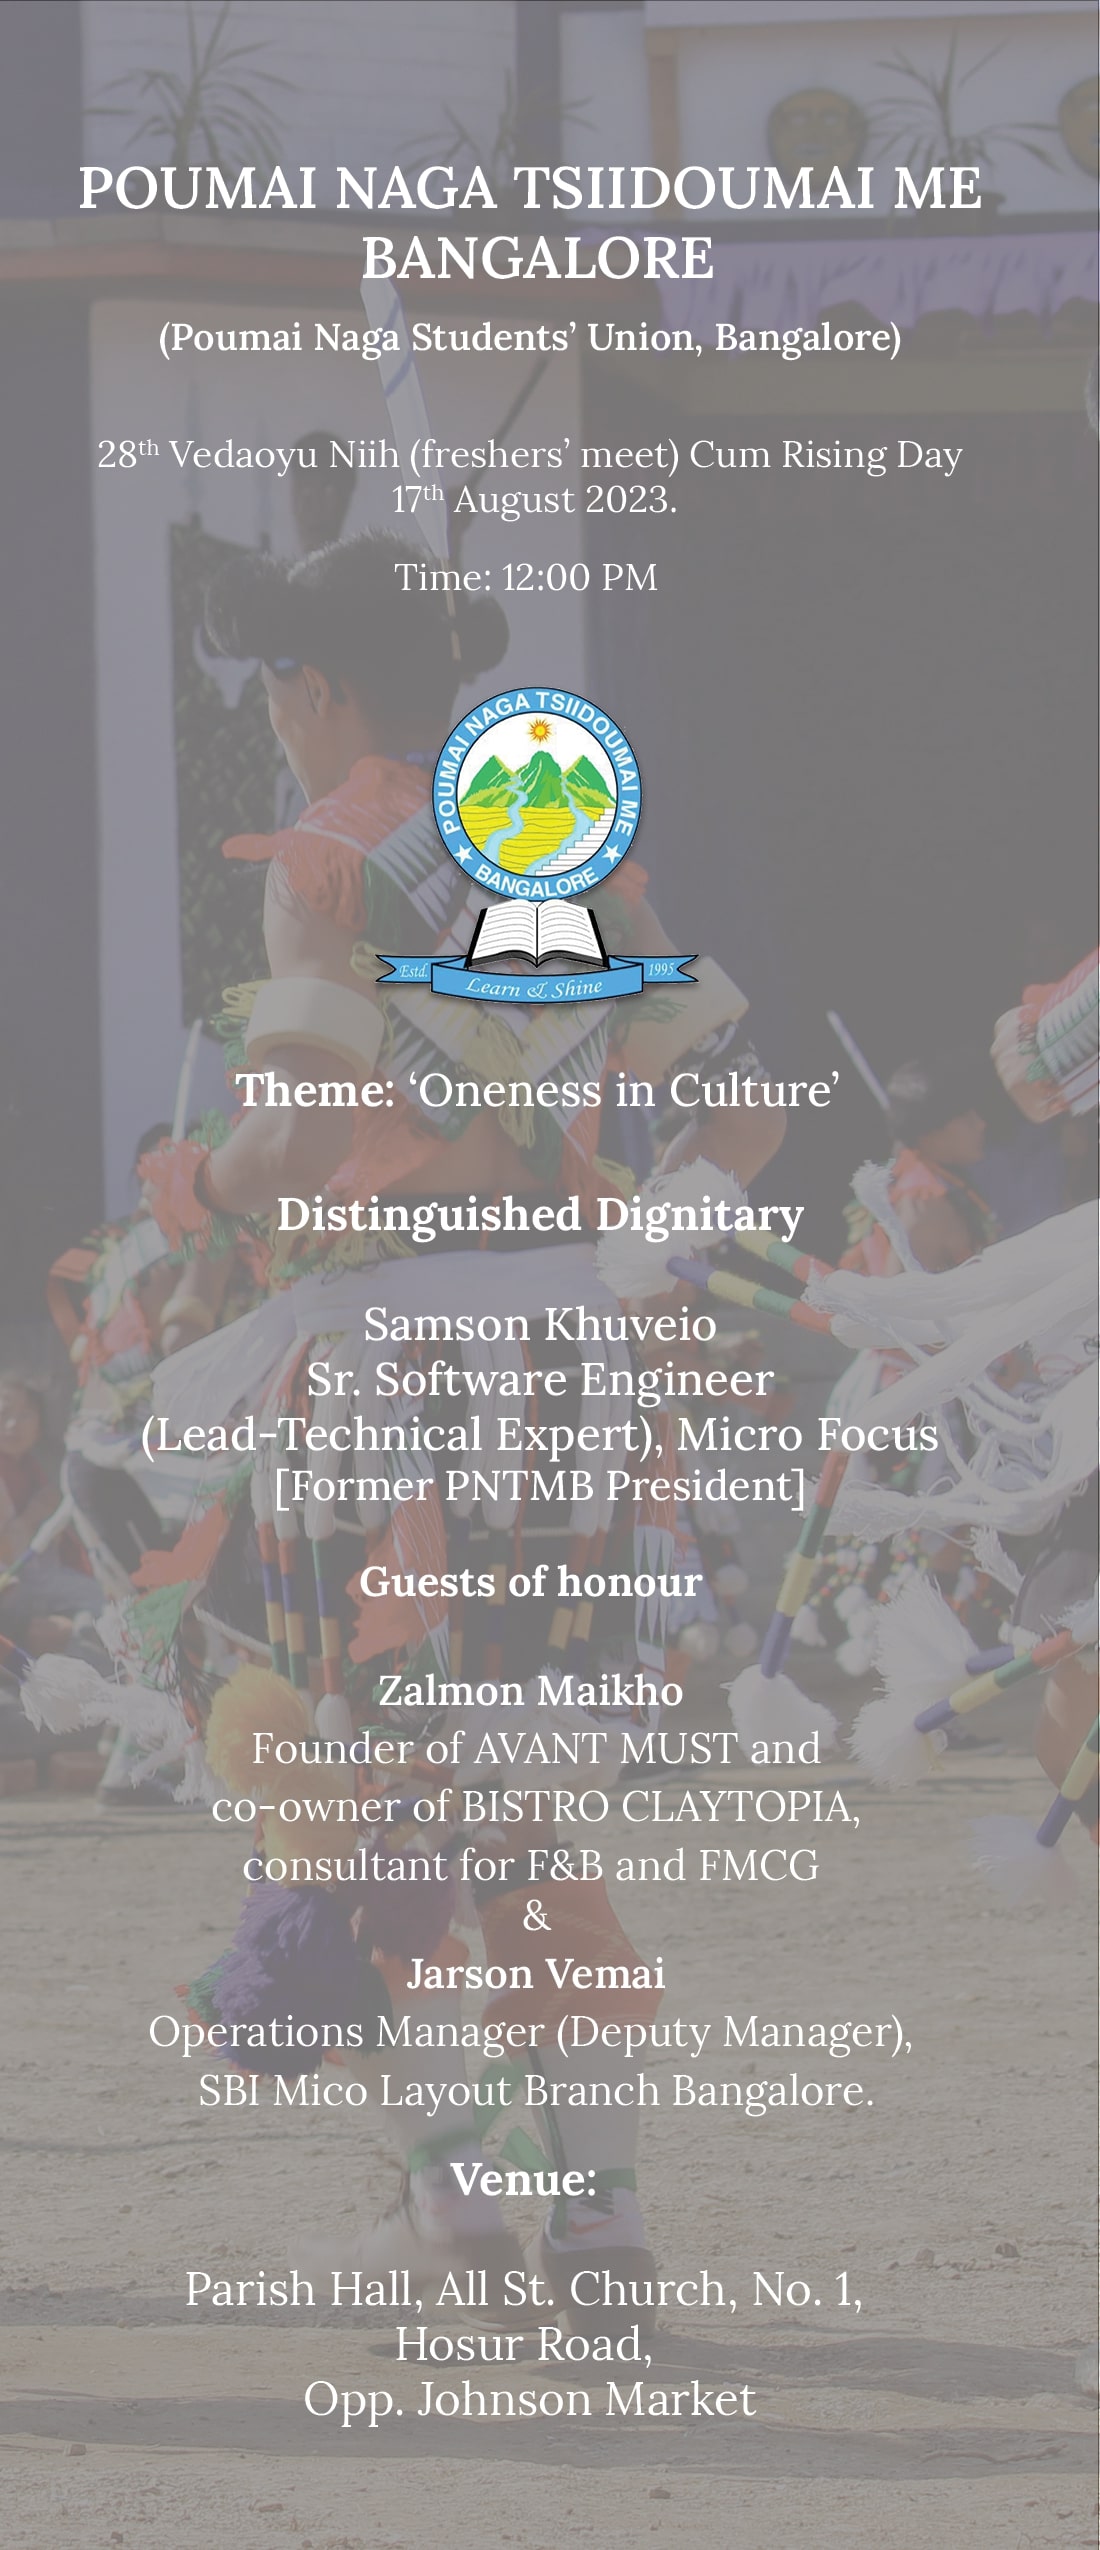 POUMAI NAGA TSIIDOUMAI ME
BANGALORE
(Poumai Naga Students’ Union, Bangalore)
28th Vedaoyu Niih (freshers’ meet) Cum Rising Day
17th August 2023.
Time: 12:00 PM
POUMAI NAGA TSIIDOUMAI ME
BANGALORE
Estd.
1995
Learn & Shine
Theme: ‘Oneness in Culture’
Distinguished Dignitary
Samson Khuveio
Sr. Software Engineer
(Lead-Technical Expert), Micro Focus
[Former PNTMB President]
Guests of honour
Zalmon Maikho
Founder of AVANT MUST and
co-owner of BISTRO CLAYTOPIA,
consultant for F&B and FMCG
&
Jarson Vemai
Operations Manager (Deputy Manager),
SBI Mico Layout Branch Bangalore.
Venue:
Parish Hall, All St. Church, No. 1,
Hosur Road,
Opp. Johnson Market